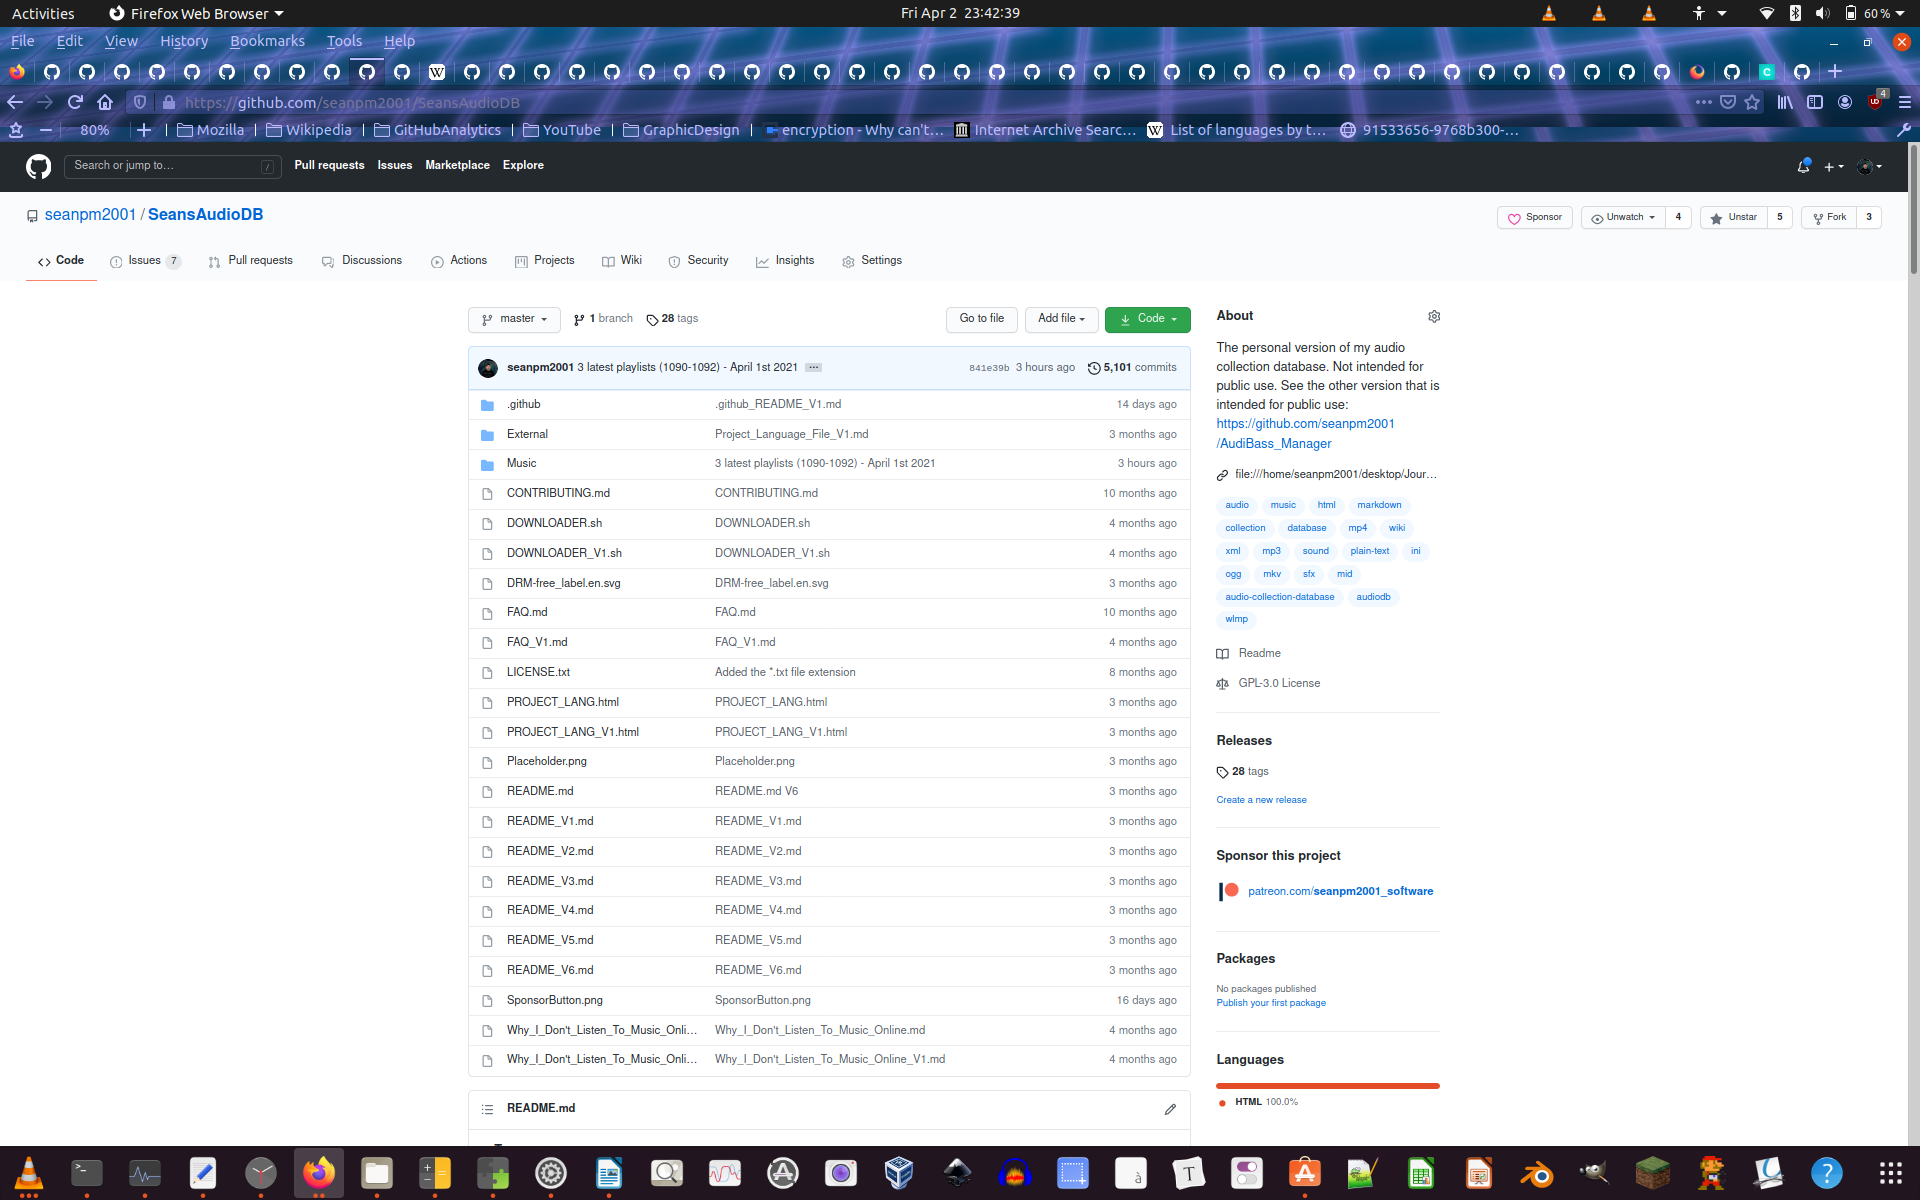 Activities
Firefox Web Browser
Fri Apr 2 23:42:39
60 %
File Edit View History Bookmarks Tools Help
https://github.com/seanpm2001/SeansAudioDB
4
80%
Mozilla
Wikipedia
GitHubAnalytics
YouTube
GraphicDesign
encryption - Why can't…
Internet Archive Searc…
List of languages by t…
91533656-9768b300-…
Search or jump to…
/
Pull requests
Issues
Marketplace
Explore
seanpm2001 / SeansAudioDB
Sponsor
Unwatch 4
Unstar 5
Fork 3
Code
Issues 7
Pull requests
Discussions
Actions
Projects
Wiki
Security
Insights
Settings
master
1 branch
28 tags
Go to file
Add file
Code
seanpm2001 3 latest playlists (1090-1092) - April 1st 2021 ... 841e39b 3 hours ago 5,101 commits
.github .github_README_V1.md 14 days ago
External Project_Language_File_V1.md 3 months ago
Music 3 latest playlists (1090-1092) - April 1st 2021 3 hours ago
CONTRIBUTING.md CONTRIBUTING.md 10 months ago
DOWNLOADER.sh DOWNLOADER.sh 4 months ago
DOWNLOADER_V1.sh DOWNLOADER_V1.sh 4 months ago
DRM-free_label.en.svg DRM-free_label.en.svg 3 months ago
FAQ.md FAQ.md 10 months ago
FAQ_V1.md FAQ_V1.md 4 months ago
LICENSE.txt Added the *.txt file extension 8 months ago
PROJECT_LANG.html PROJECT_LANG.html 3 months ago
PROJECT_LANG_V1.html PROJECT_LANG_V1.html 3 months ago
Placeholder.png Placeholder.png 3 months ago
README.md README.md V6 3 months ago
README_V1.md README_V1.md 3 months ago
README_V2.md README_V2.md 3 months ago
README_V3.md README_V3.md 3 months ago
README_V4.md README_V4.md 3 months ago
README_V5.md README_V5.md 3 months ago
README_V6.md README_V6.md 3 months ago
SponsorButton.png SponsorButton.png 16 days ago
Why_I_Don't_Listen_To_Music_Onli… Why_I_Don't_Listen_To_Music_Online.md 4 months ago
Why_I_Don't_Listen_To_Music_Onli… Why_I_Don't_Listen_To_Music_Online_V1.md 4 months ago
README.md
About
The personal version of my audio
collection database. Not intended for
public use. See the other version that is
intended for public use:
https://github.com/seanpm2001
/AudiBass_Manager
file:///home/seanpm2001/desktop/Jour…
audio music html markdown
collection database mp4 wiki
xml mp3 sound plain-text ini
ogg mkv sfx mid
audio-collection-database audiodb
wlmp
Readme
GPL-3.0 License
Releases
28 tags
Create a new release
Sponsor this project
patreon.com/seanpm2001_software
Packages
No packages published
Publish your first package
Languages
HTML 100.0%